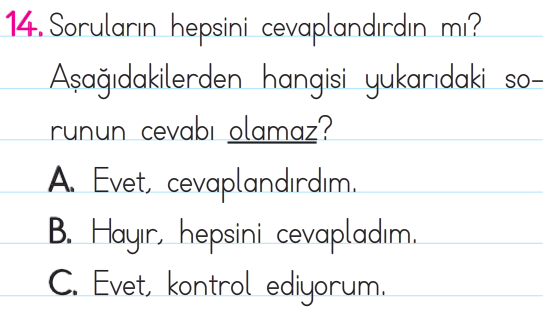 14. Soruların hepsini cevaplandırdın mı?
Aşağıdakilerden hangisi yukarıdaki so-
runun cevabı olamaz?
A. Evet, cevaplandırdım.
B. Hayır, hepsini cevapladım.
C. Evet, kontrol ediyorum.